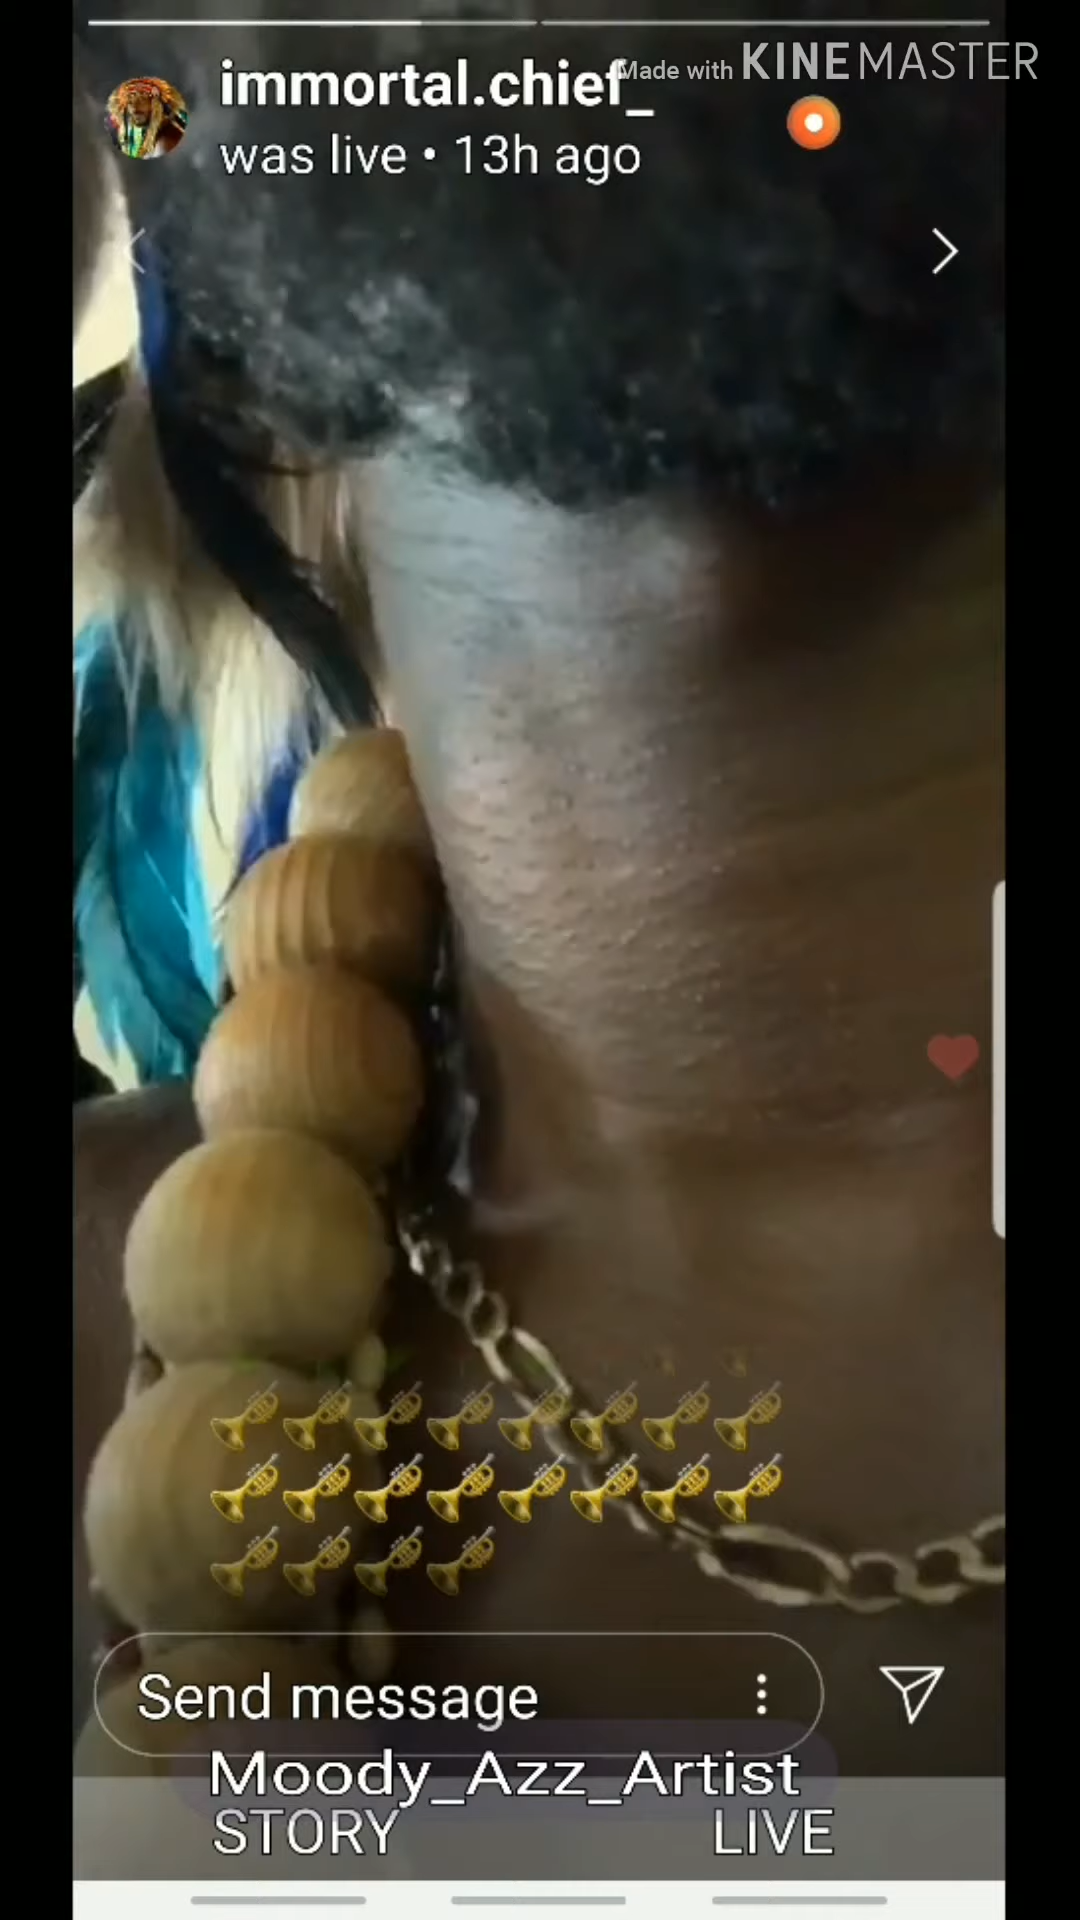 immortal.chief_
Made with KINEMASTER
was live • 13h ago
Send message
Moody_Azz_Artist
STORY LIVE